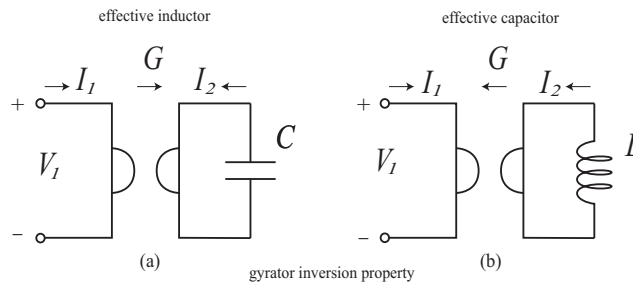 effective inductor
effective capacitor
I1 G I2
I1 G I2
+
+
V1 C
V1 L
−
−
(a)
(b)
gyrator inversion property